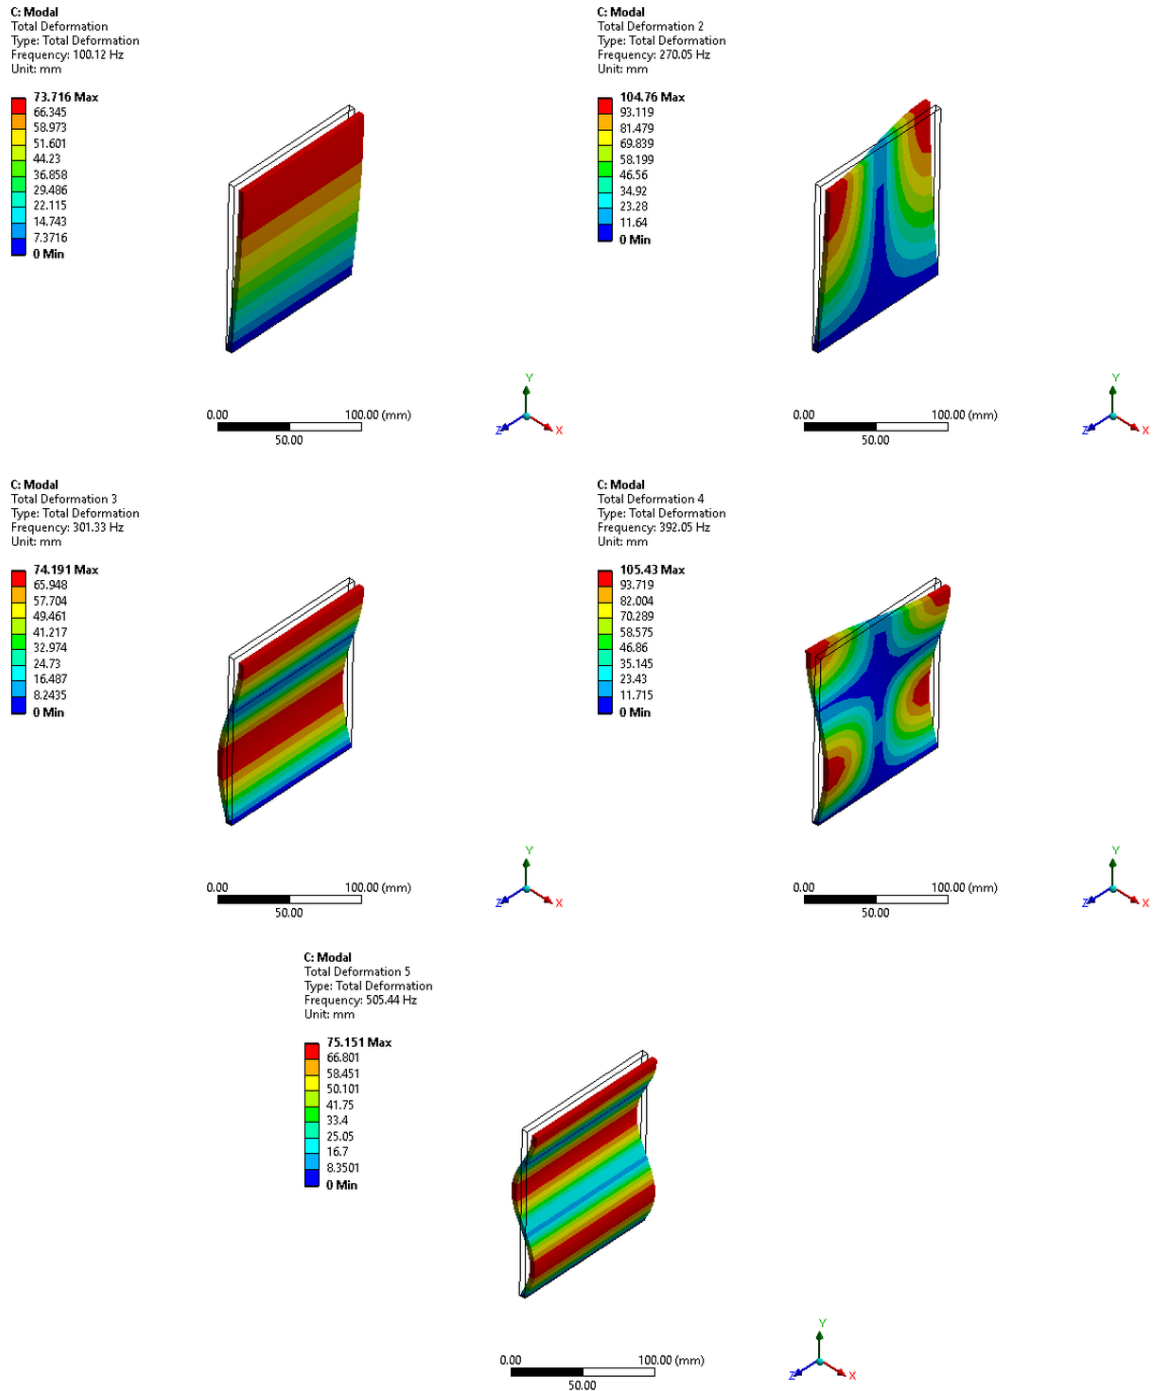 C: Modal
Total Deformation
Type: Total Deformation
Frequency: 100.12 Hz
Unit: mm
73.716 Max
66.345
58.973
51.601
44.23
36.858
29.486
22.115
14.743
7.3716
0 Min
0.00
100.00 (mm)
50.00
Y
Z
X
C: Modal
Total Deformation 2
Type: Total Deformation
Frequency: 270.05 Hz
Unit: mm
104.76 Max
93.119
81.479
69.839
58.199
46.56
34.92
23.28
11.64
0 Min
0.00
100.00 (mm)
50.00
Y
Z
X
C: Modal
Total Deformation 3
Type: Total Deformation
Frequency: 301.33 Hz
Unit: mm
74.191 Max
65.948
57.704
49.461
41.217
32.974
24.73
16.487
8.2435
0 Min
0.00
100.00 (mm)
50.00
Y
Z
X
C: Modal
Total Deformation 4
Type: Total Deformation
Frequency: 392.05 Hz
Unit: mm
105.43 Max
93.719
82.004
70.289
58.575
46.86
35.145
23.43
11.715
0 Min
0.00
100.00 (mm)
50.00
Y
Z
X
C: Modal
Total Deformation 5
Type: Total Deformation
Frequency: 505.44 Hz
Unit: mm
75.151 Max
66.801
58.451
50.101
41.75
33.4
25.05
16.7
8.3501
0 Min
0.00
100.00 (mm)
50.00
Y
Z
X